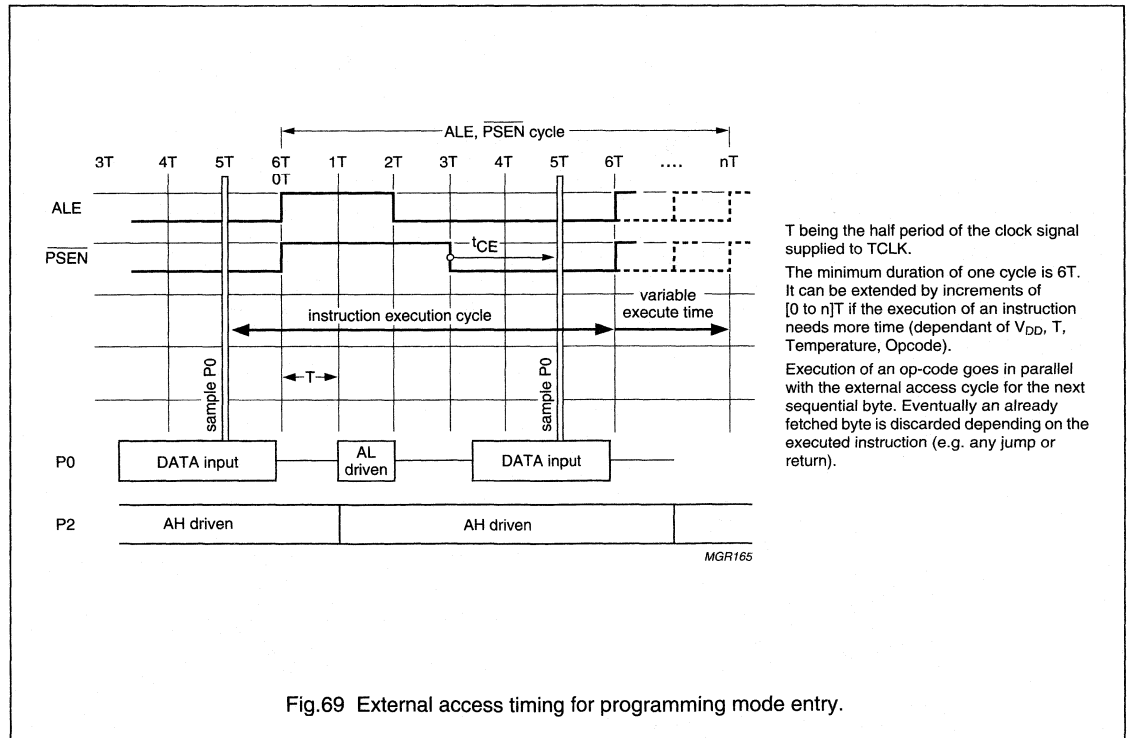 ALE, PSEN cycle
3T 4T 5T 6T 1T 2T 3T 4T 5T 6T .... nT
0T
ALE
PSEN
tCE
variable
execute time
instruction execution cycle
T
sample P0
sample P0
P0
DATA input
AL
driven
DATA input
P2
AH driven
AH driven
MGR165
T being the half period of the clock signal
supplied to TCLK.
The minimum duration of one cycle is 6T.
It can be extended by increments of
[0 to n]T if the execution of an instruction
needs more time (dependant of VDD, T,
Temperature, Opcode).
Execution of an op-code goes in parallel
with the external access cycle for the next
sequential byte. Eventually an already
fetched byte is discarded depending on the
executed instruction (e.g. any jump or
return).
Fig.69 External access timing for programming mode entry.